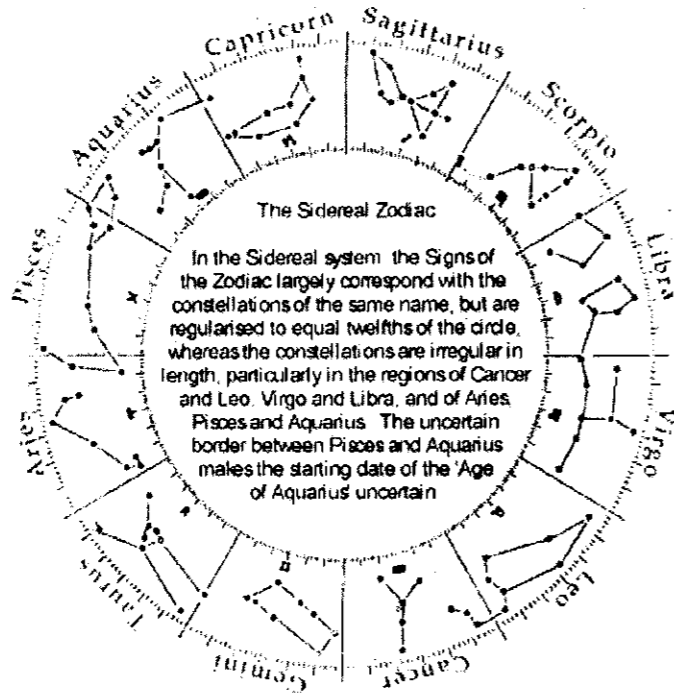 Capricorn
Sagittarius
Scorpio
Libra
Virgo
Leo
Cancer
Gemini
Taurus
Aries
Pisces
Aquarius
The Sidereal Zodiac
In the Sidereal system the Signs of
the Zodiac largely correspond with the
constellations of the same name, but are
regularised to equal twelfths of the circle,
whereas the constellations are irregular in
length, particularly in the regions of Cancer
and Leo, Virgo and Libra, and of Aries,
Pisces and Aquarius The uncertain
border between Pisces and Aquarius
makes the starting date of the 'Age
of Aquarius' uncertain